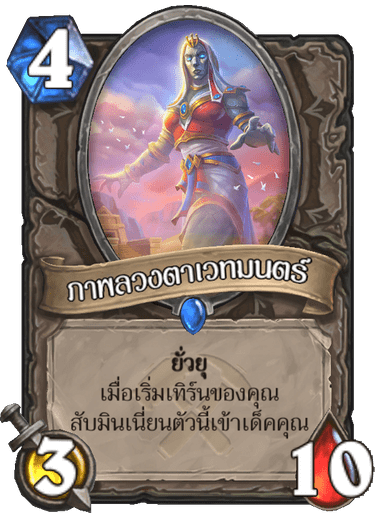 4
ภาพลวงตาเวทมนตร์
ยั่วยุ
เมื่อเริ่มเทิร์นของคุณ
สับมินเนี่ยนตัวนี้เข้าเด็คคุณ
3
10